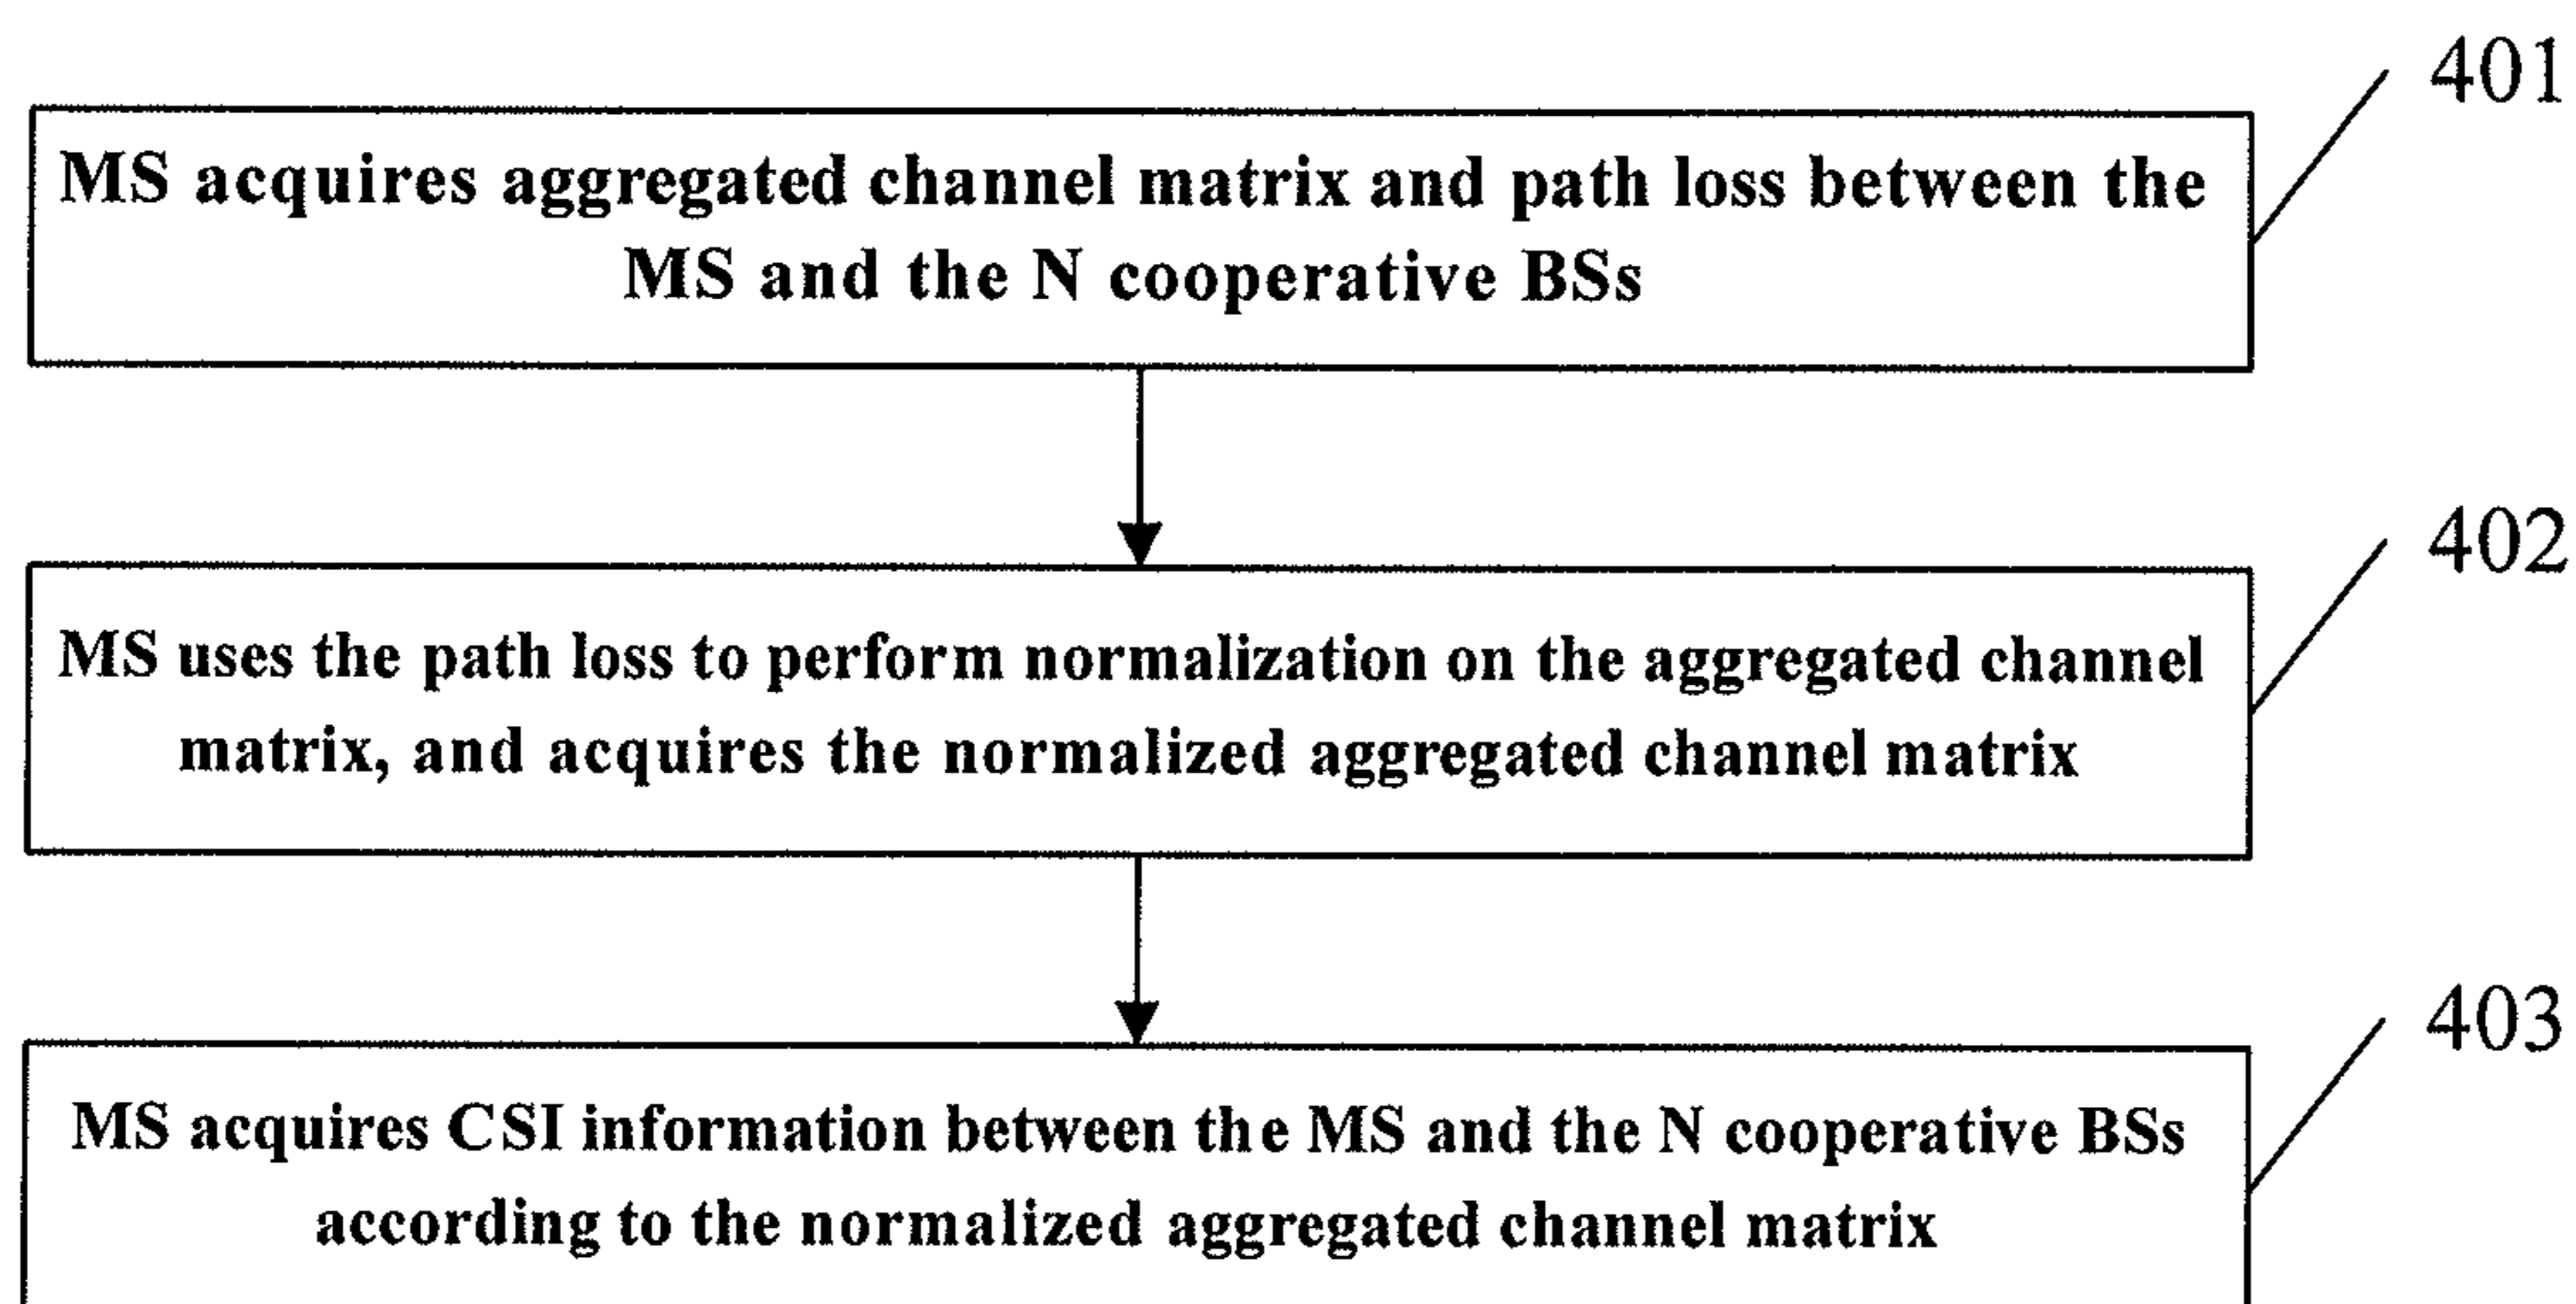 401
MS acquires aggregated channel matrix and path loss between the
MS and the N cooperative BSs
402
MS uses the path loss to perform normalization on the aggregated channel
matrix, and acquires the normalized aggregated channel matrix
403
MS acquires CSI information between the MS and the N cooperative BSs
according to the normalized aggregated channel matrix